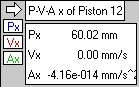 P-V-A x of Piston 12
Px
Vx
Ax
Px 60.02 mm
Vx 0.00 mm/s
Ax -4.16e-014 mm/s^2